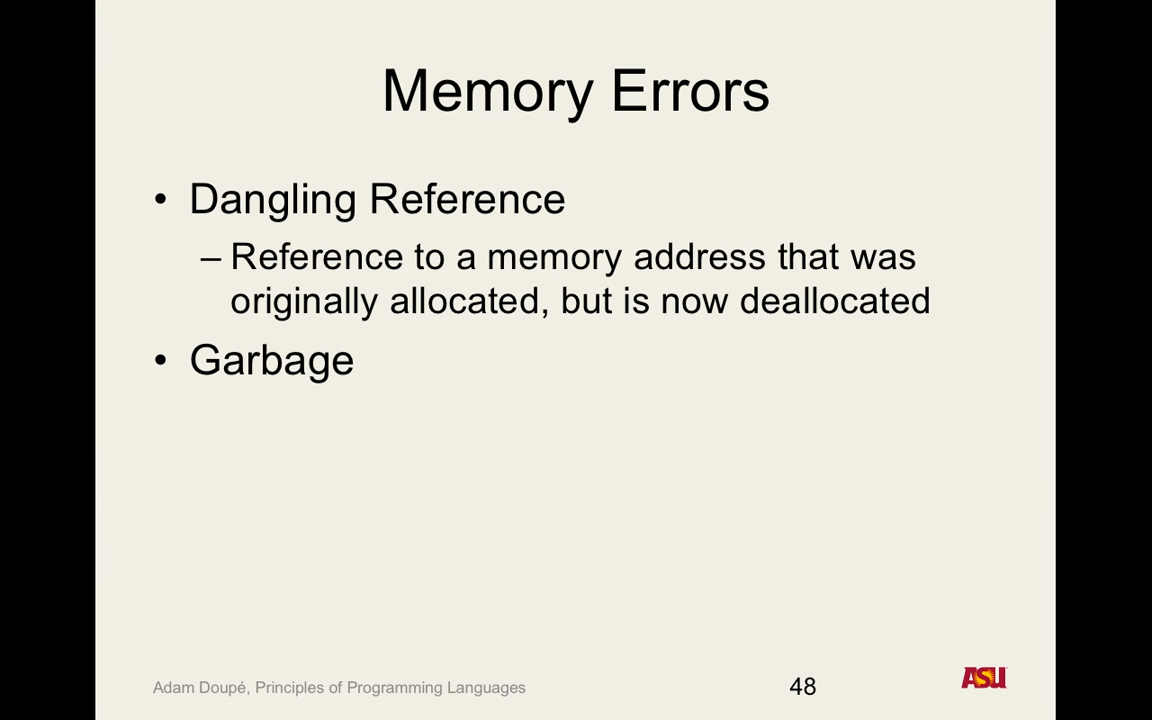 Memory Errors
• Dangling Reference
– Reference to a memory address that was
originally allocated, but is now deallocated
• Garbage
Adam Doupé, Principles of Programming Languages
48
ASU